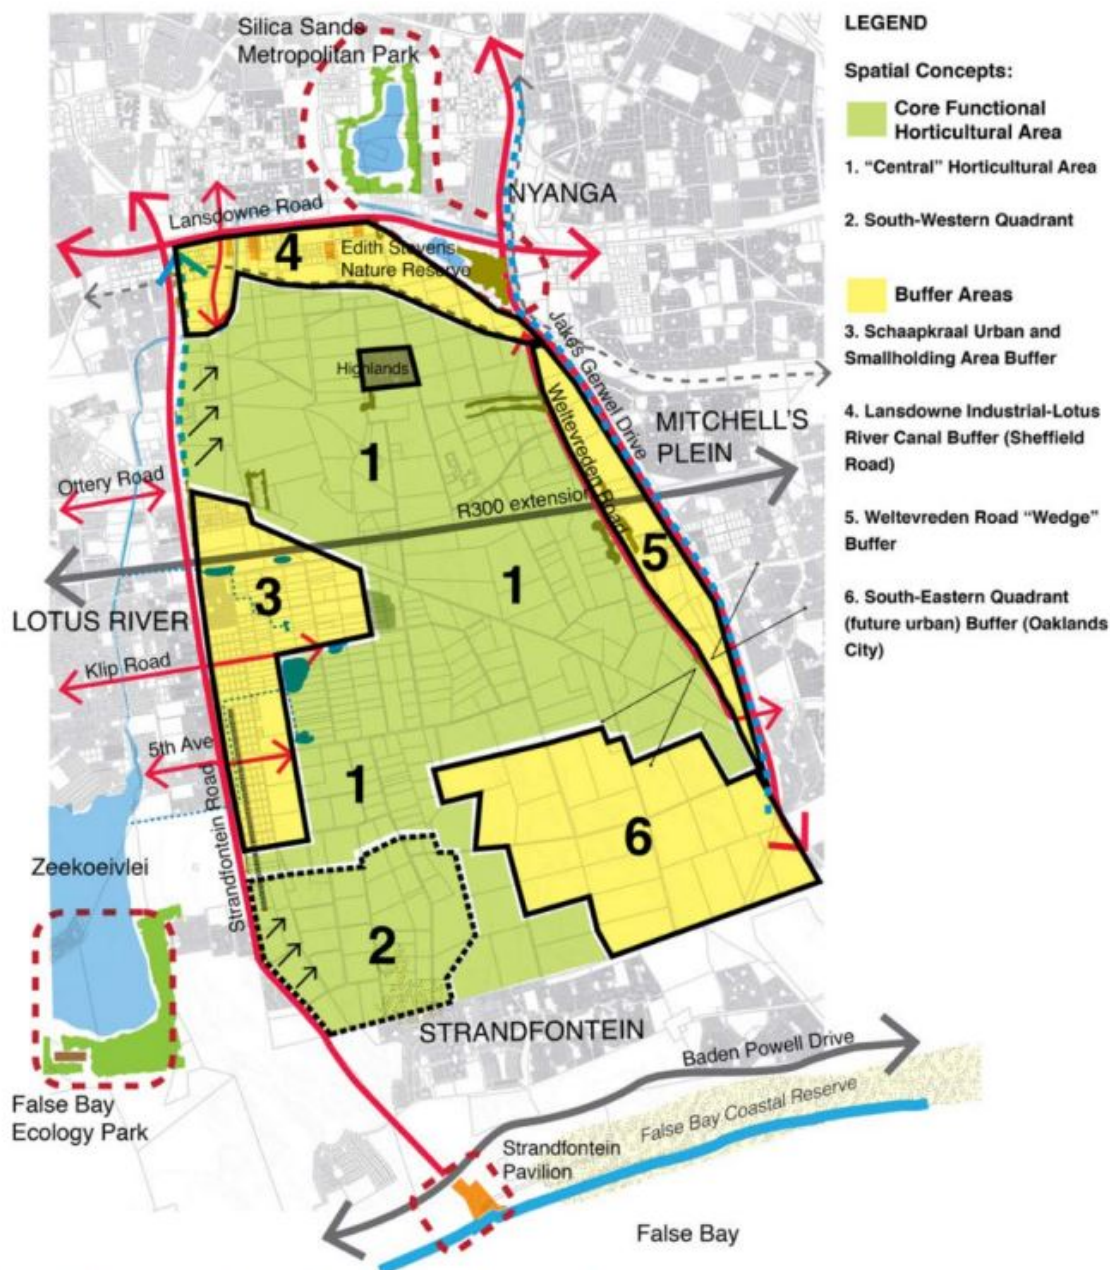 Silica Sands
Metropolitan Park
NYANGA
Lansdowne Road
4
Edith Stevens
Nature Reserve
Jakes Gerwel Drive
Highlands
Weltevreden Road
MITCHELL'S
PLEIN
1
Ottery Road
R300 extension
5
3
1
LOTUS RIVER
Klip Road
5th Ave
Strandfontein Road
1
6
Zeekoeivlei
2
STRANDFONTEIN
Baden Powell Drive
False Bay Coastal Reserve
False Bay
Ecology Park
Strandfontein
Pavilion
False Bay
LEGEND
Spatial Concepts:
Core Functional
Horticultural Area
1. “Central” Horticultural Area
2. South-Western Quadrant
Buffer Areas
3. Schaapkraal Urban and
Smallholding Area Buffer
4. Lansdowne Industrial-Lotus
River Canal Buffer (Sheffield
Road)
5. Weltevreden Road “Wedge”
Buffer
6. South-Eastern Quadrant
(future urban) Buffer (Oaklands
City)